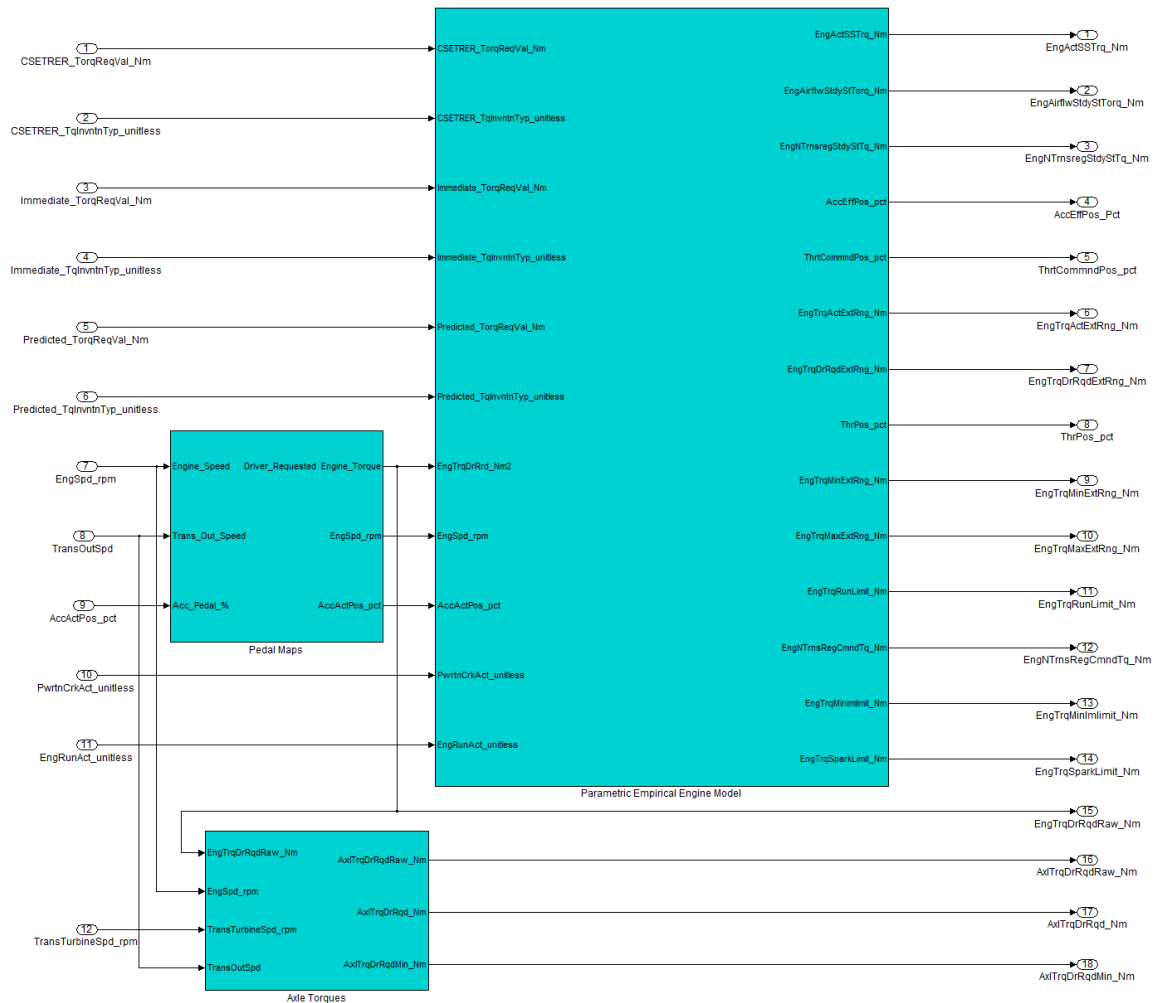 1
CSETRER_TorqReqVal_Nm
2
CSETRER_TqInvntnTyp_unitless
3
Immediate_TorqReqVal_Nm
4
Immediate_TqInvntnTyp_unitless
5
Predicted_TorqReqVal_Nm
6
Predicted_TqInvntnTyp_unitless
7
EngSpd_rpm
8
TransOutSpd
9
AccActPos_pct
10
PwrtnCrkAct_unitless
11
EngRunAct_unitless
12
TransTurbineSpd_rpm
Engine_Speed
Trans_Out_Speed
Acc_Pedal_%
Driver_Requested Engine_Torque
EngSpd_rpm
AccActPos_pct
Pedal Maps
CSETRER_TorqReqVal_Nm
CSETRER_TqInvntnTyp_unitless
Immediate_TorqReqVal_Nm
Immediate_TqInvntnTyp_unitless
Predicted_TorqReqVal_Nm
Predicted_TqInvntnTyp_unitless
EngTrqDrRrd_Nm2
EngSpd_rpm
AccActPos_pct
PwrtnCrkAct_unitless
EngRunAct_unitless
EngActSSTrq_Nm
EngAirflwStdyStTorq_Nm
EngNTrnsregStdyStTq_Nm
AccEffPos_pct
ThrtCommndPos_pct
EngTrqActExtRng_Nm
EngTrqDrRqdExtRng_Nm
ThrPos_pct
EngTrqMinExtRng_Nm
EngTrqMaxExtRng_Nm
EngTrqRunLimit_Nm
EngNTrnsRegCmndTq_Nm
EngTrqMinImlimit_Nm
EngTrqSparkLimit_Nm
Parametric Empirical Engine Model
EngTrqDrRqdRaw_Nm
EngSpd_rpm
TransTurbineSpd_rpm
TransOutSpd
AxlTrqDrRqdRaw_Nm
AxlTrqDrRqd_Nm
AxlTrqDrRqdMin_Nm
Axle Torques
1
EngActSSTrq_Nm
2
EngAirflwStdyStTorq_Nm
3
EngNTrnsregStdyStTq_Nm
4
AccEffPos_Pct
5
ThrtCommndPos_pct
6
EngTrqActExtRng_Nm
7
EngTrqDrRqdExtRng_Nm
8
ThrPos_pct
9
EngTrqMinExtRng_Nm
10
EngTrqMaxExtRng_Nm
11
EngTrqRunLimit_Nm
12
EngNTrnsRegCmndTq_Nm
13
EngTrqMinImlimit_Nm
14
EngTrqSparkLimit_Nm
15
EngTrqDrRqdRaw_Nm
16
AxlTrqDrRqdRaw_Nm
17
AxlTrqDrRqd_Nm
18
AxlTrqDrRqdMin_Nm